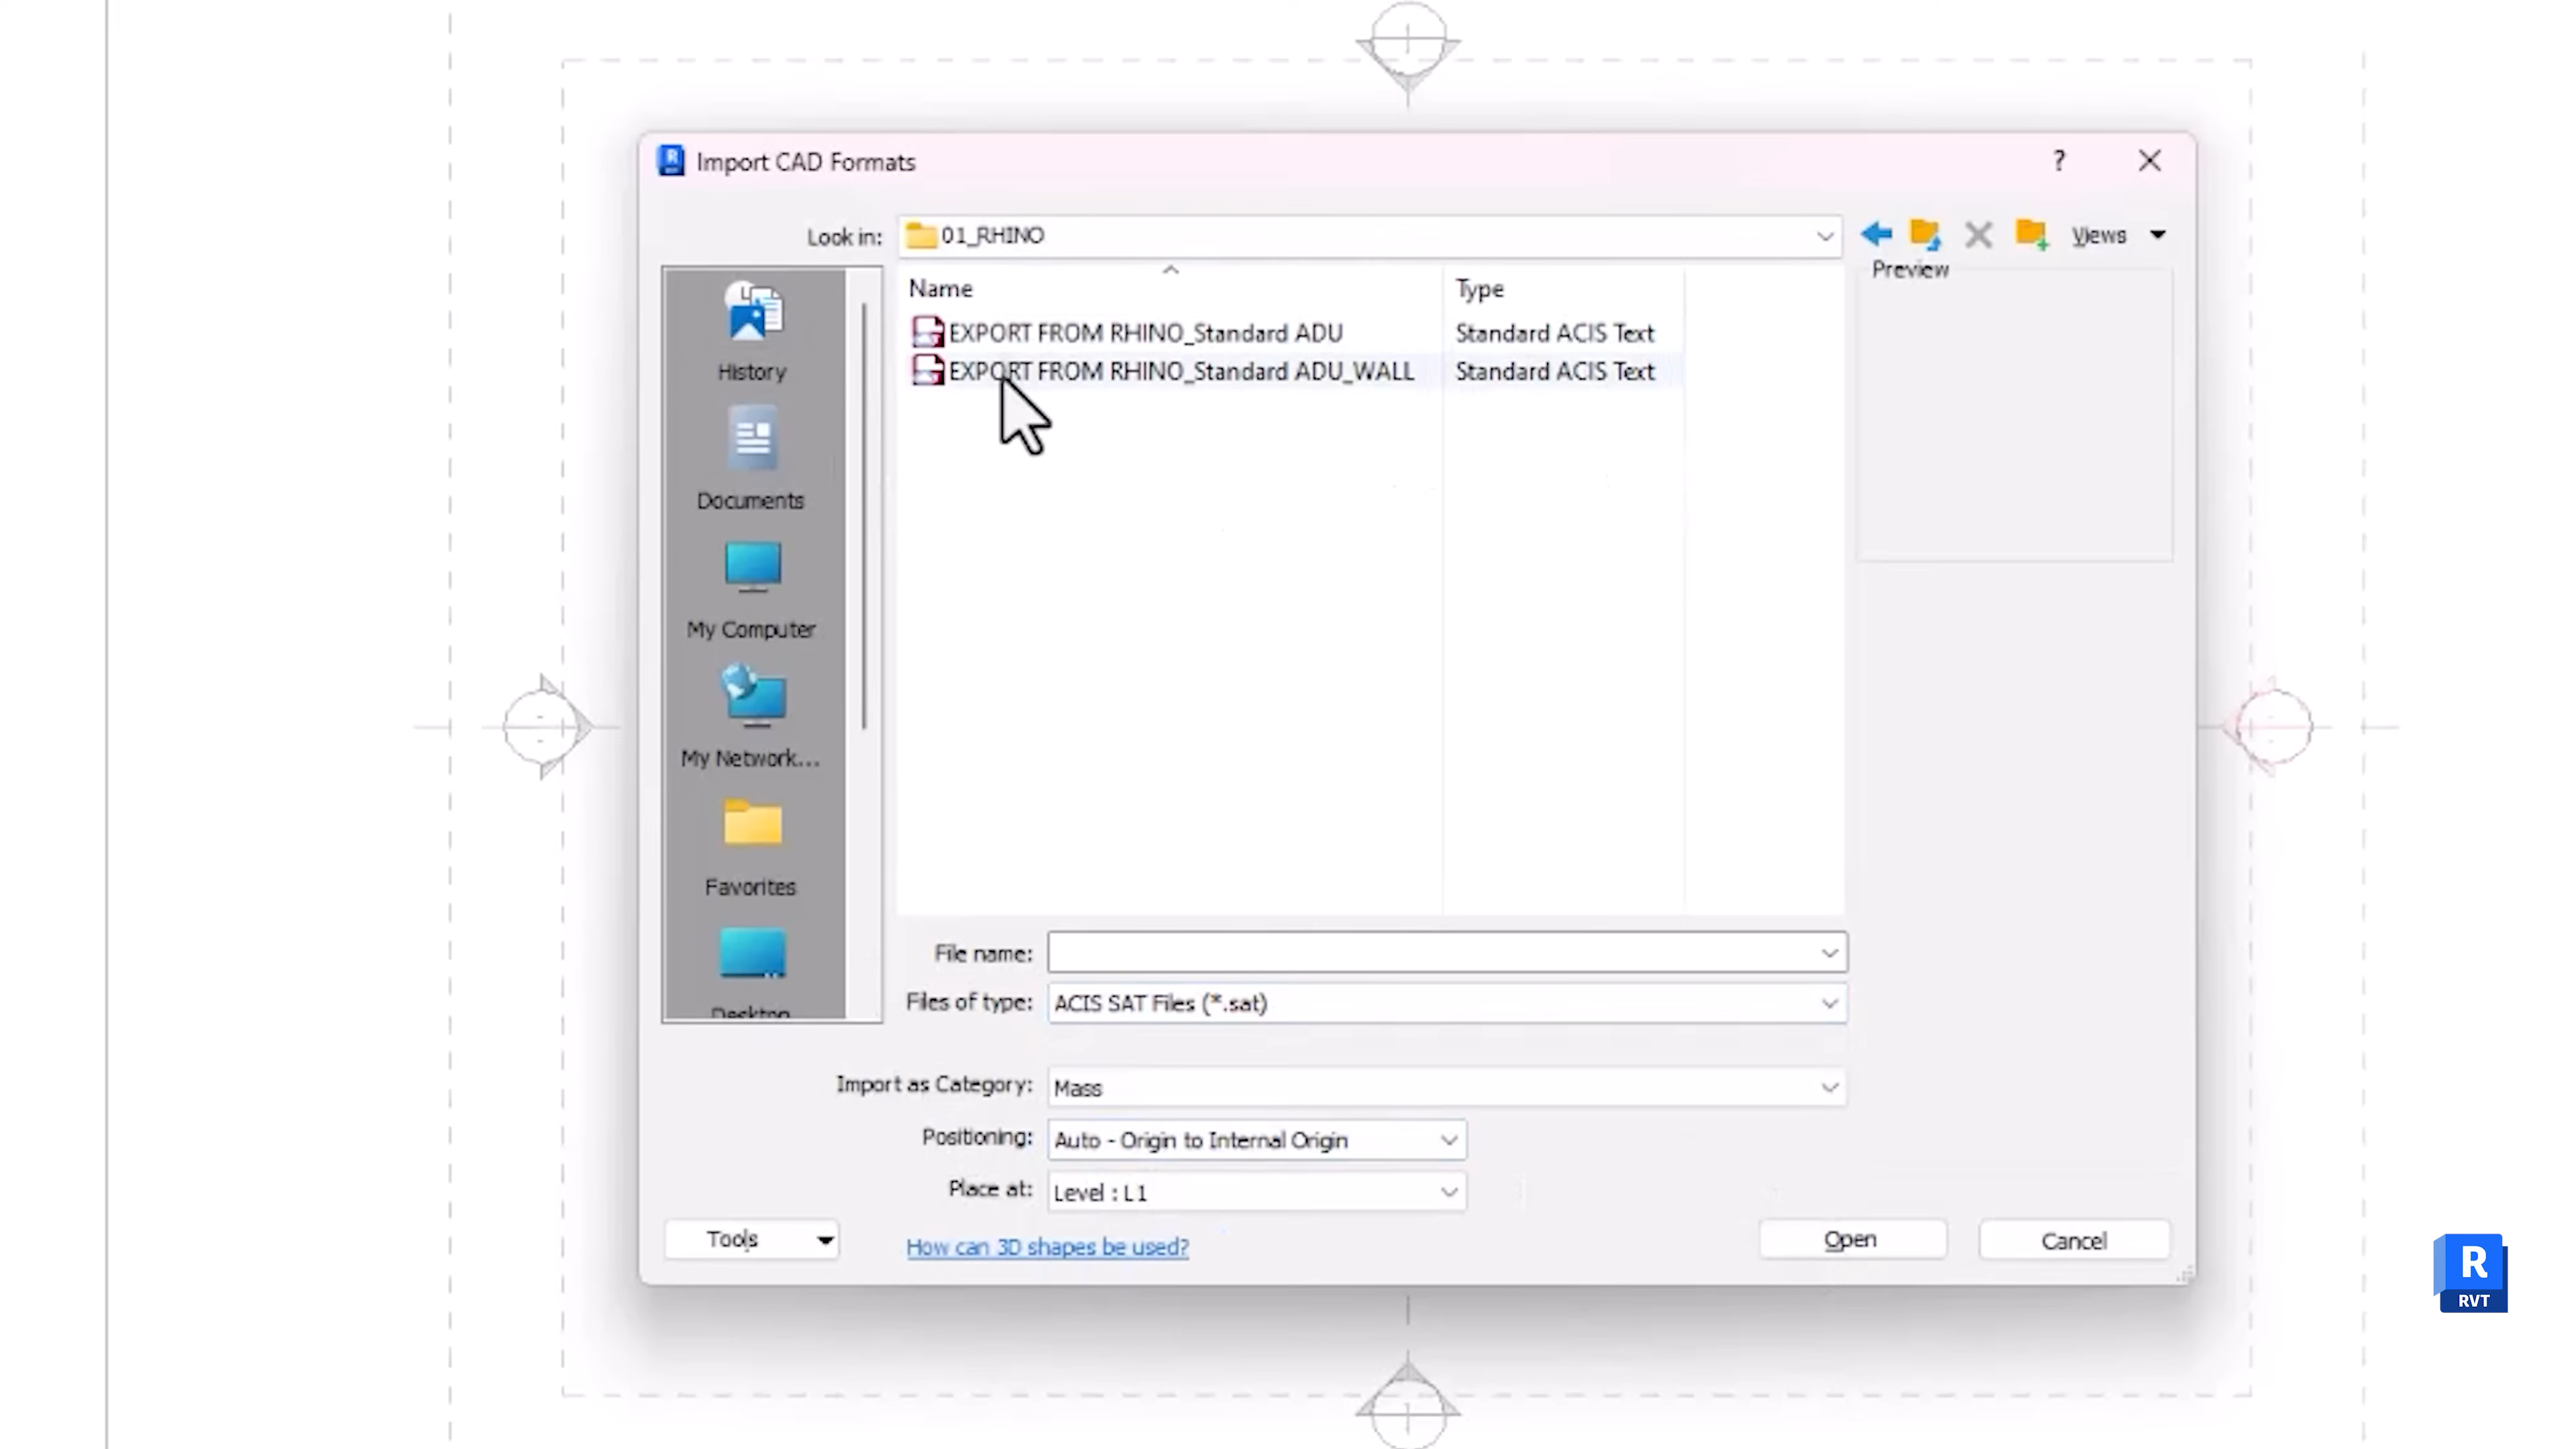 Import CAD Formats
?
Look in:
01_RHINO
Views
Preview
Name
Type
EXPORT FROM RHINO_Standard ADU
Standard ACIS Text
EXPORT FROM RHINO_Standard ADU_WALL
Standard ACIS Text
History
Documents
My Computer
My Network...
Favorites
Desktop
File name:
Files of type:
ACIS SAT Files (*.sat)
Import as Category:
Mass
Positioning:
Auto - Origin to Internal Origin
Place at:
Level : L1
Tools
How can 3D shapes be used?
Open
Cancel
R
RVT